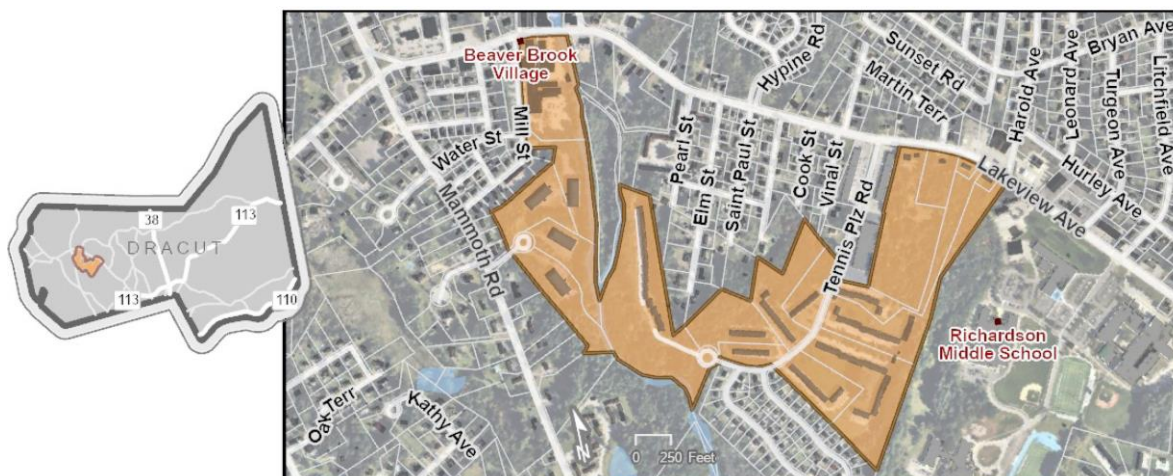 38
113
DRACUT
113
110
Beaver Brook
Village
Mill St
Water St
Mammoth Rd
Pearl St
Elm St
Saint Paul St
Hypine Rd
Cook St
Vinal St
Tennis Plz Rd
Sunset Rd
Martin Terr
Harold Ave
Leonard Ave
Bryan Ave
Turgeon Ave
Litchfield Ave
Hurley Ave
Lakeview Ave
Richardson
Middle School
Oak Terr
Kathy Ave
N
0 250 Feet